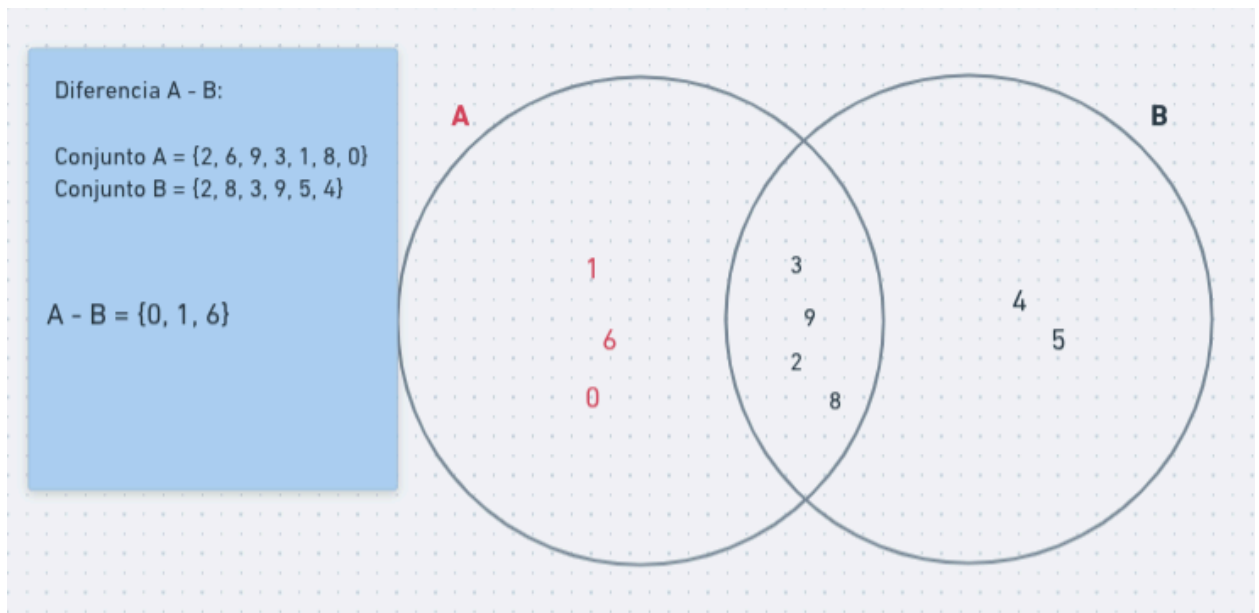 Diferencia A - B:
Conjunto A = {2, 6, 9, 3, 1, 8, 0}
Conjunto B = {2, 8, 3, 9, 5, 4}
A - B = {0, 1, 6}
A
B
1
6
0
3
9
2
8
4
5